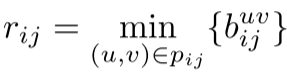 r_{ij} = \min_{(u,v) \in p_{ij}} \{b_{ij}^{uv}\}